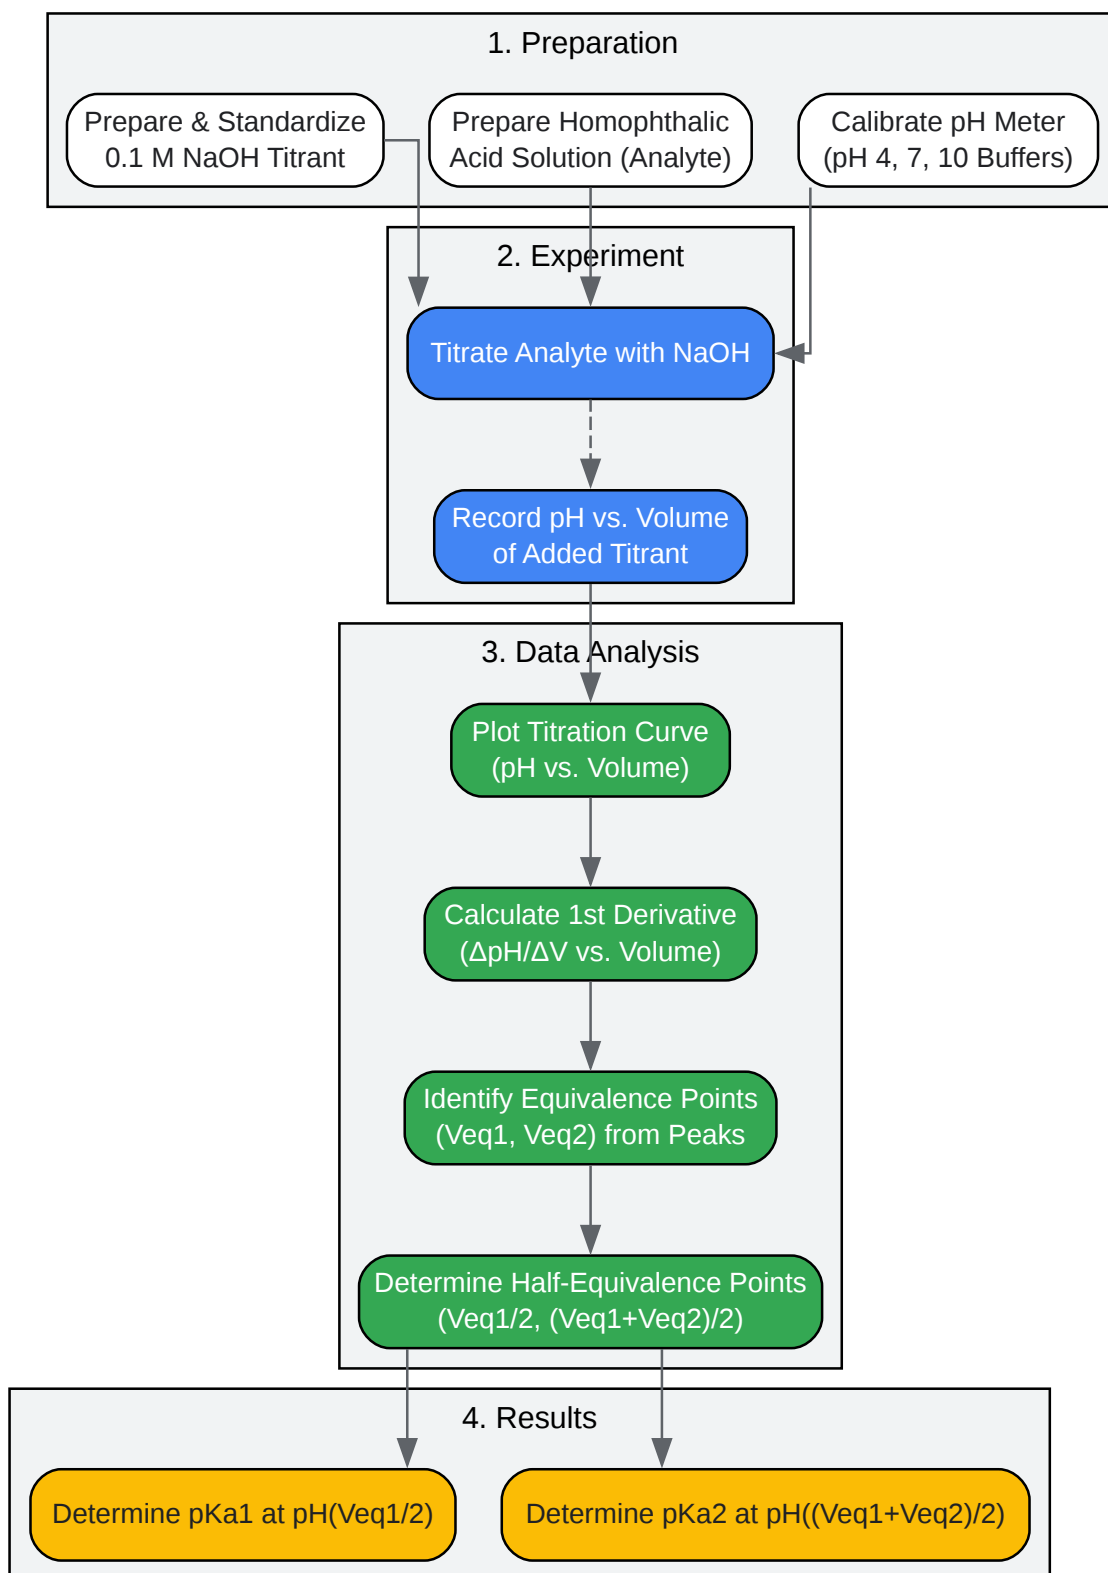 1. Preparation
Prepare & Standardize
0.1 M NaOH Titrant
Prepare Homophthalic
Acid Solution (Analyte)
Calibrate pH Meter
(pH 4, 7, 10 Buffers)
2. Experiment
Titrate Analyte with NaOH
Record pH vs. Volume
of Added Titrant
3. Data Analysis
Plot Titration Curve
(pH vs. Volume)
Calculate 1st Derivative
(ΔpH/ΔV vs. Volume)
Identify Equivalence Points
(Veq1, Veq2) from Peaks
Determine Half-Equivalence Points
(Veq1/2, (Veq1+Veq2)/2)
4. Results
Determine pKa1 at pH(Veq1/2)
Determine pKa2 at pH((Veq1+Veq2)/2)